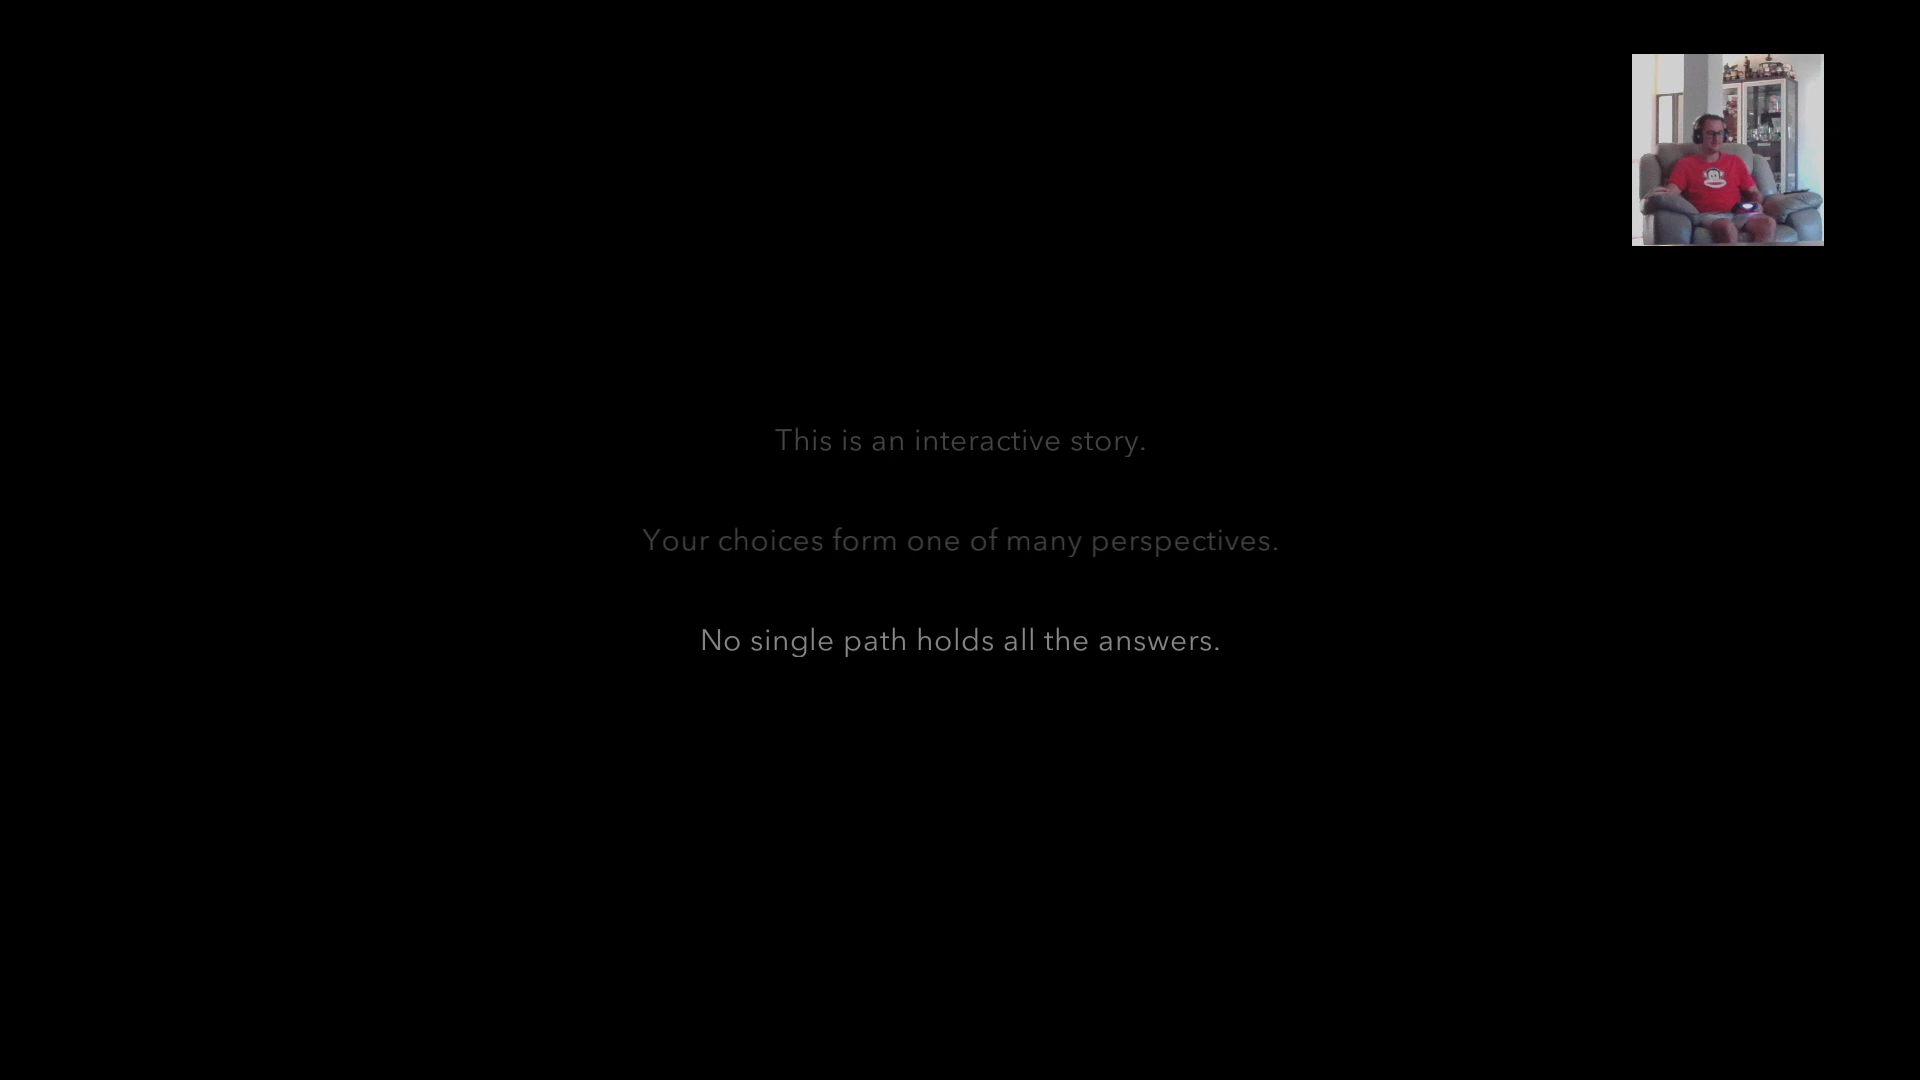 This is an interactive story.
Your choices form one of many perspectives.
No single path holds all the answers.